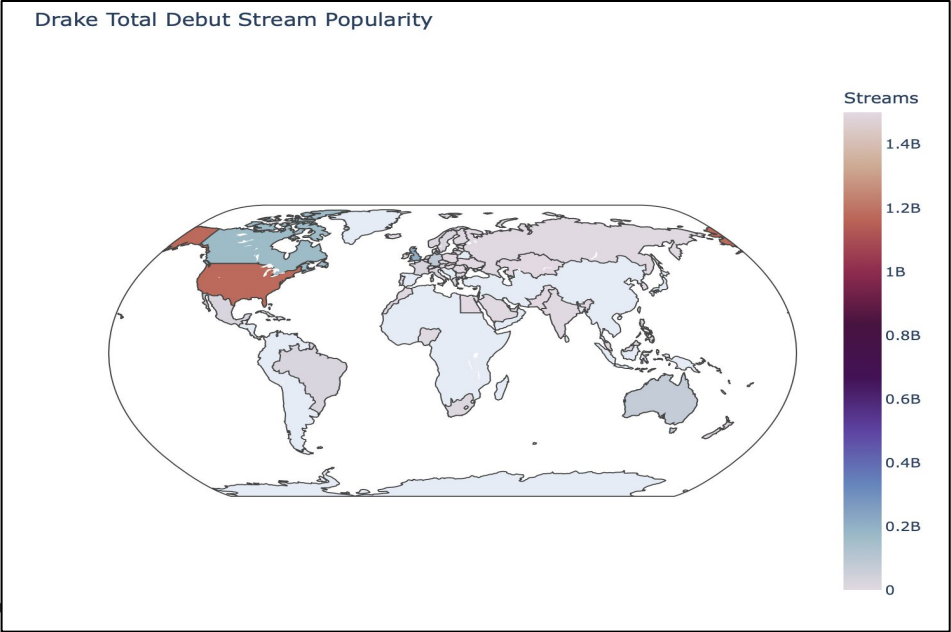 Drake Total Debut Stream Popularity
Streams
1.4B
1.2B
1B
0.8B
0.6B
0.4B
0.2B
0